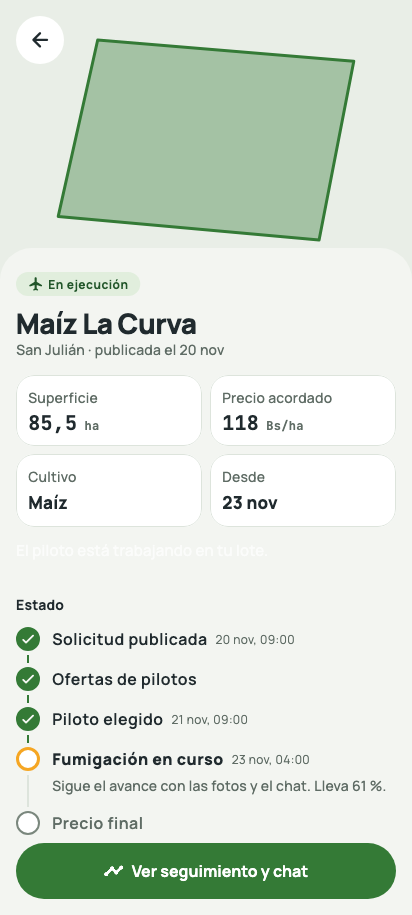 En ejecución
Maíz La Curva
San Julián · publicada el 20 nov
Superficie
85,5 ha
Precio acordado
118 Bs/ha
Cultivo
Maíz
Desde
23 nov
El piloto está trabajando en tu lote.
Estado
Solicitud publicada 20 nov, 09:00
Ofertas de pilotos
Piloto elegido 21 nov, 09:00
Fumigación en curso 23 nov, 04:00
Sigue el avance con las fotos y el chat. Lleva 61 %.
Precio final
Ver seguimiento y chat